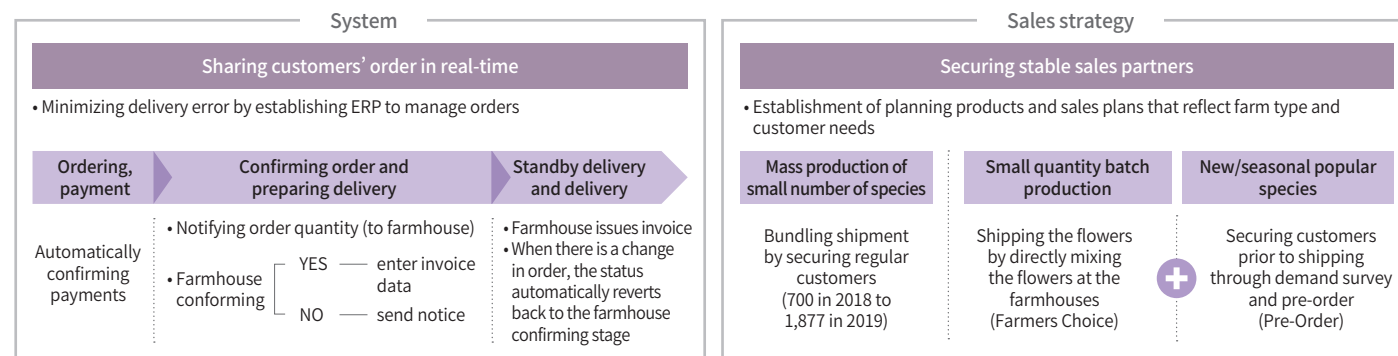 System
Sharing customers’ order in real-time
• Minimizing delivery error by establishing ERP to manage orders
Ordering,
payment
Confirming order and
preparing delivery
Standby delivery
and delivery
Automatically
confirming
payments
• Notifying order quantity (to farmhouse)
• Farmhouse
conforming
YES
enter invoice
data
NO
send notice
• Farmhouse issues invoice
• When there is a change
in order, the status
automatically reverts
back to the farmhouse
confirming stage
Sales strategy
Securing stable sales partners
• Establishment of planning products and sales plans that reflect farm type and
customer needs
Mass production of
small number of species
Small quantity batch
production
New/seasonal popular
species
Bundling shipment
by securing regular
customers
(700 in 2018 to
1,877 in 2019)
Shipping the flowers
by directly mixing
the flowers at the
farmhouses
(Farmers Choice)
+
Securing customers
prior to shipping
through demand survey
and pre-order
(Pre-Order)